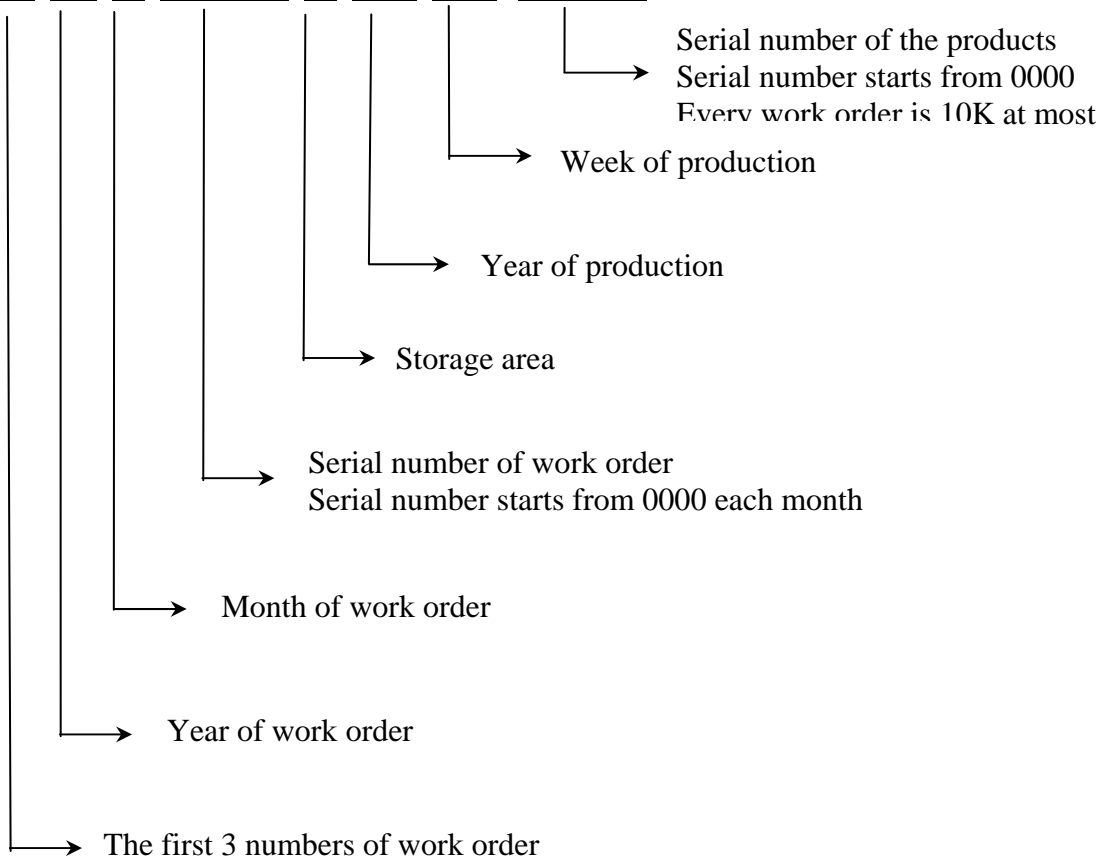 Serial number of the products
Serial number starts from 0000
Every work order is 10K at most
Week of production
Year of production
Storage area
Serial number of work order
Serial number starts from 0000 each month
Month of work order
Year of work order
The first 3 numbers of work order